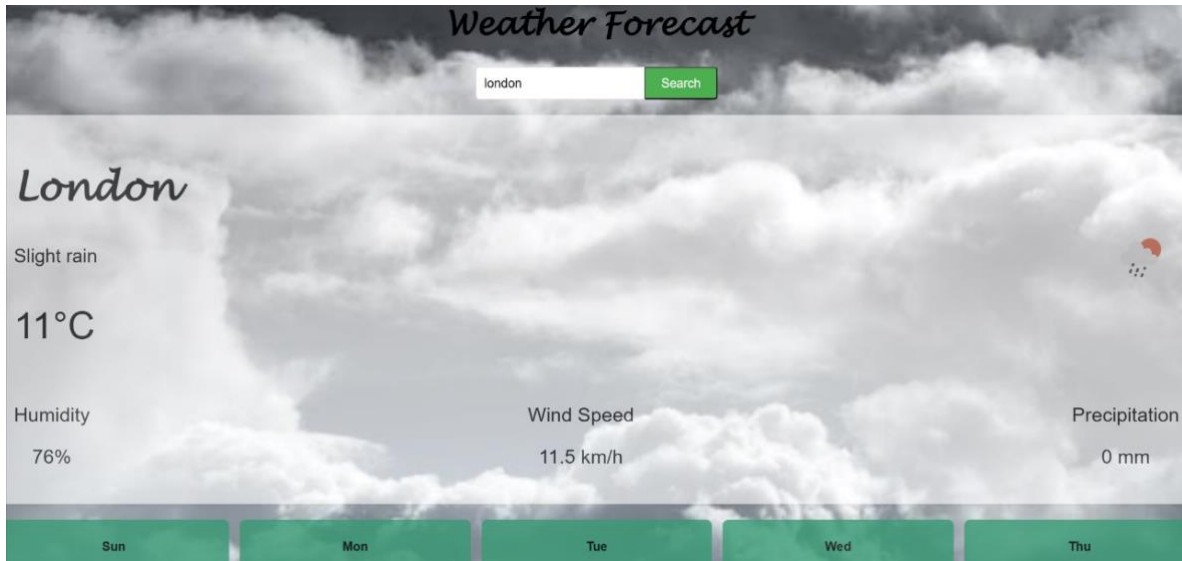 Weather Forecast
london Search
London
Slight rain
11°C
Humidity Wind Speed Precipitation
76% 11.5 km/h 0 mm
Sun Mon Tue Wed Thu